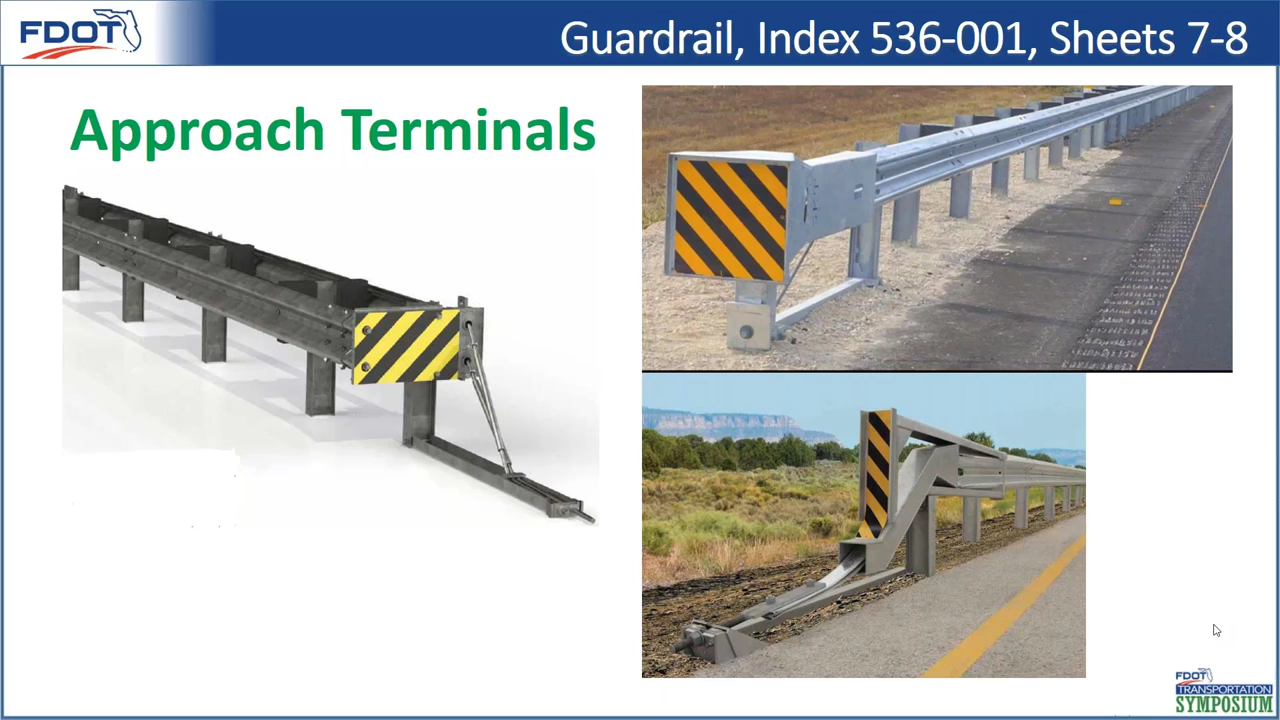 FDOT
Guardrail, Index 536-001, Sheets 7-8
Approach Terminals
FDOT
TRANSPORTATION
SYMPOSIUM